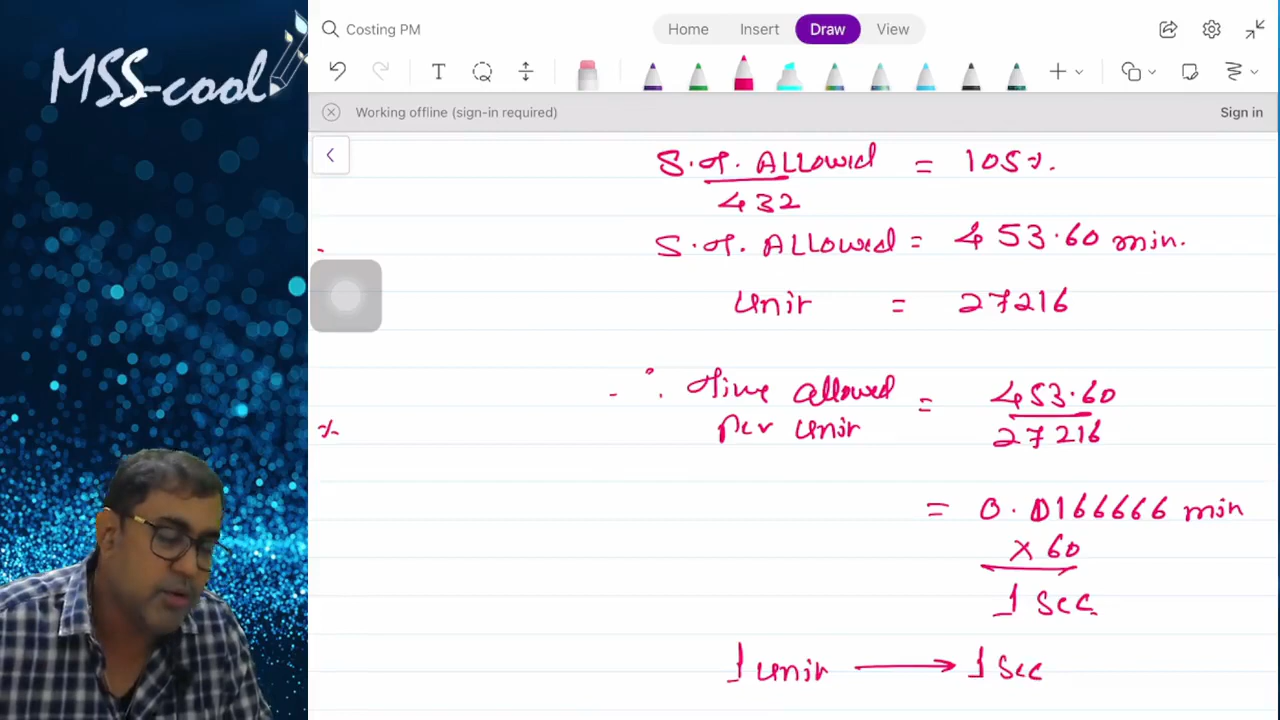 MSS-cool
Costing PM
Home Insert Draw View
Working offline (sign-in required)
Sign in
S.T. Allowed = 105%
432
S.T. Allowed = 453.60 min.
Unit = 27216
∴ Time allowed per unit = 453.60
27216
= 0.0166666 min
x 60
1 Sec
1 unit → 1 Sec